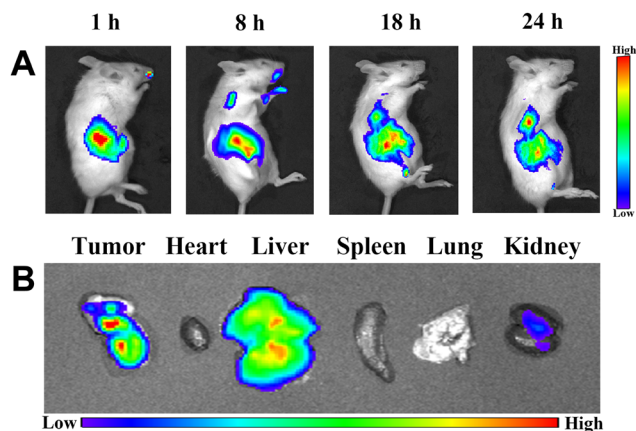 1 h 8 h 18 h 24 h
A
High
Low
Tumor Heart Liver Spleen Lung Kidney
B
Low High